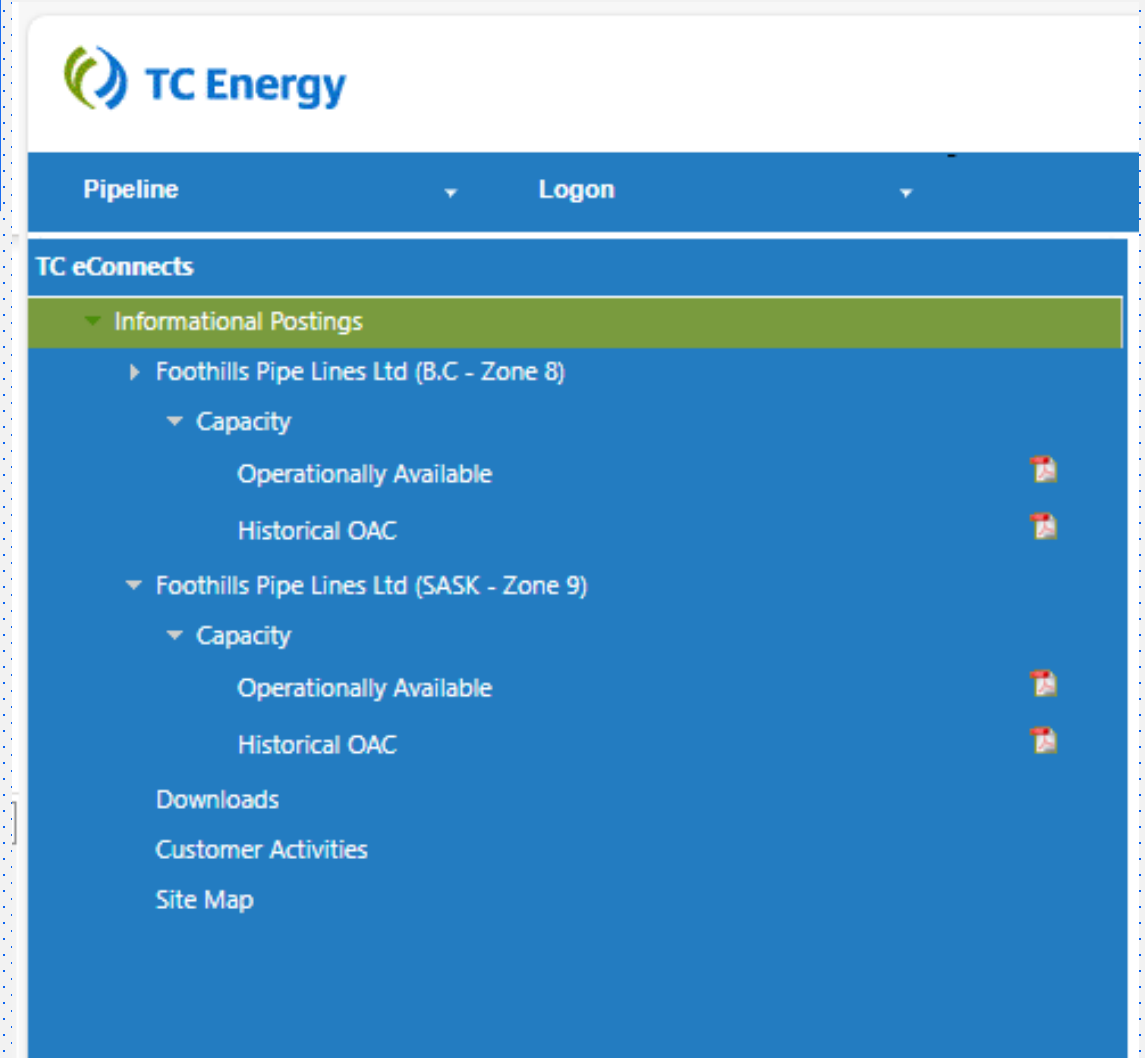 TC Energy
Pipeline Logon
TC eConnects
Informational Postings
Foothills Pipe Lines Ltd (B.C - Zone 8)
Capacity
Operationally Available
Historical OAC
Foothills Pipe Lines Ltd (SASK - Zone 9)
Capacity
Operationally Available
Historical OAC
Downloads
Customer Activities
Site Map